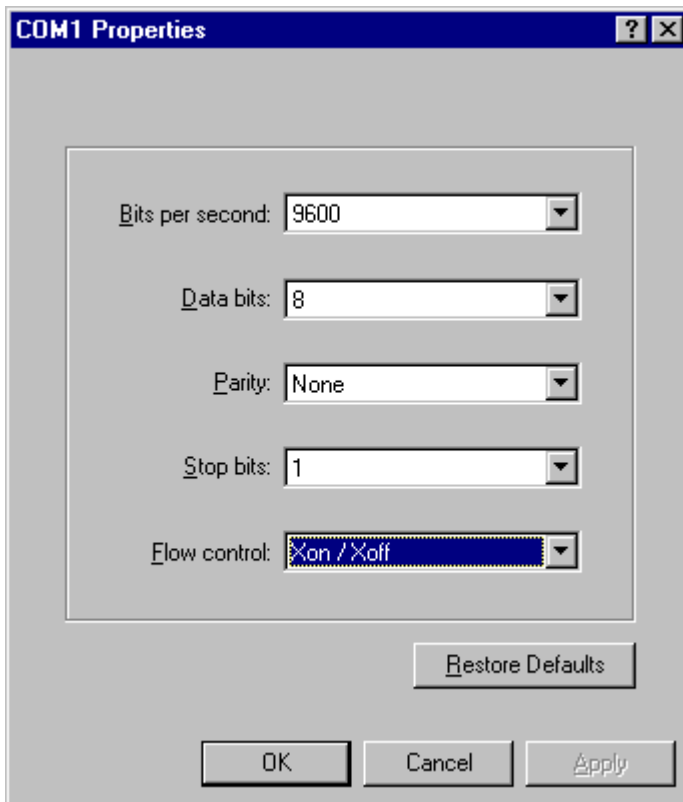 COM1 Properties
Bits per second: 9600
Data bits: 8
Parity: None
Stop bits: 1
Flow control: Xon / Xoff
Restore Defaults
OK Cancel Apply